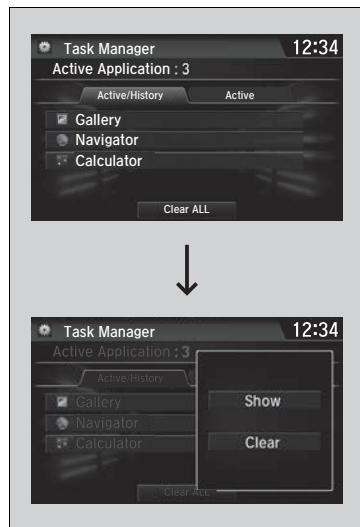 Task Manager 12:34
Active Application : 3
Active/History Active
Gallery
Navigator
Calculator
Clear ALL
Task Manager 12:34
Active Application : 3
Active/History
Gallery
Show
Navigator
Clear
Calculator
Clear ALL